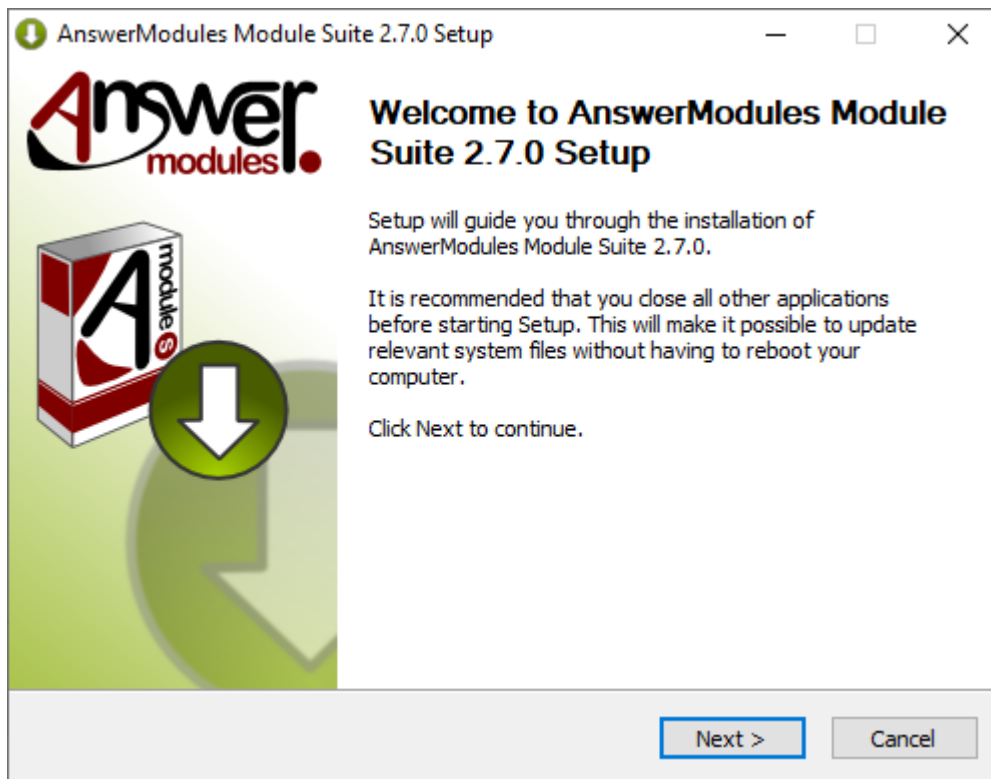 AnswerModules Module Suite 2.7.0 Setup
Answer
modules
Welcome to AnswerModules Module
Suite 2.7.0 Setup
Setup will guide you through the installation of
AnswerModules Module Suite 2.7.0.
It is recommended that you close all other applications
before starting Setup. This will make it possible to update
relevant system files without having to reboot your
computer.
Click Next to continue.
A
modules
Next >
Cancel